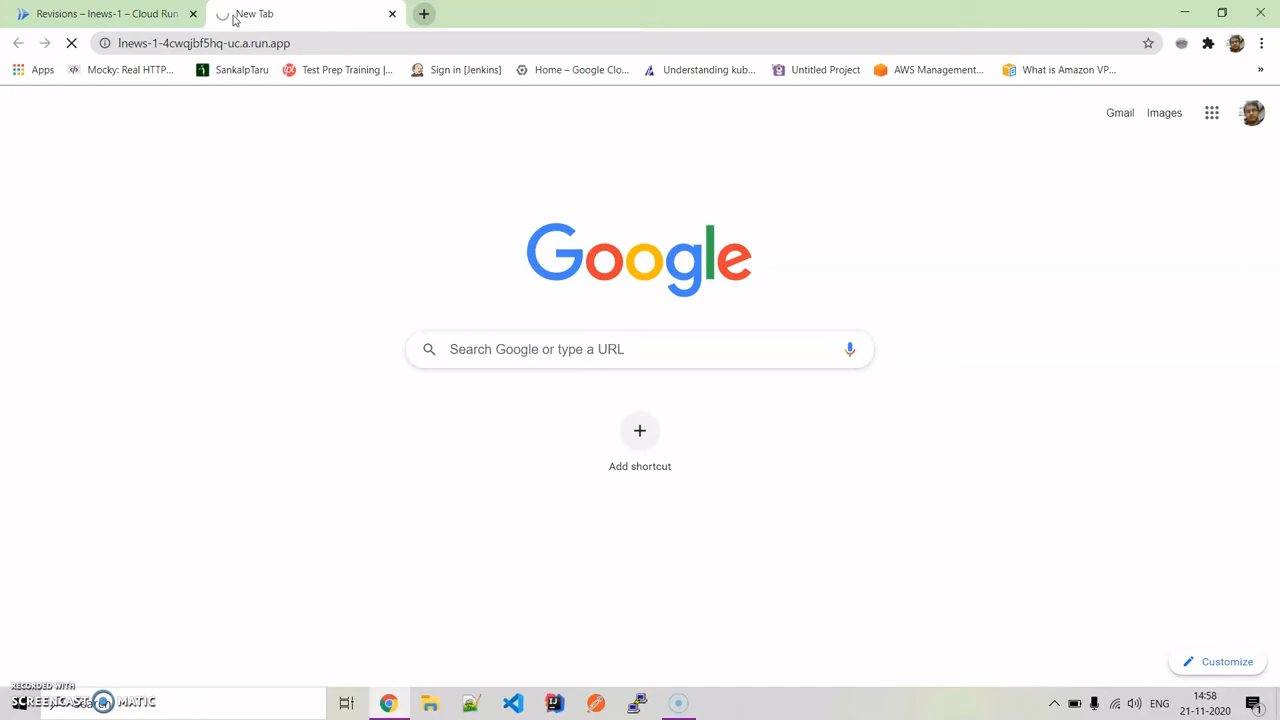 Revisions – lnews-1 – Cloud Run
New Tab
lnews-1-4cwqjbf5hq-uc.a.run.app
Apps
Mocky: Real HTTP...
SankalpTaru
Test Prep Training |...
Sign in [Jenkins]
Home – Google Clo...
Understanding kub...
Untitled Project
AWS Management...
What is Amazon VP...
»
Gmail
Images
Google
Search Google or type a URL
Add shortcut
Customize
RECORDED WITH
SCREENCAST MATIC
ENG
14:58
21-11-2020